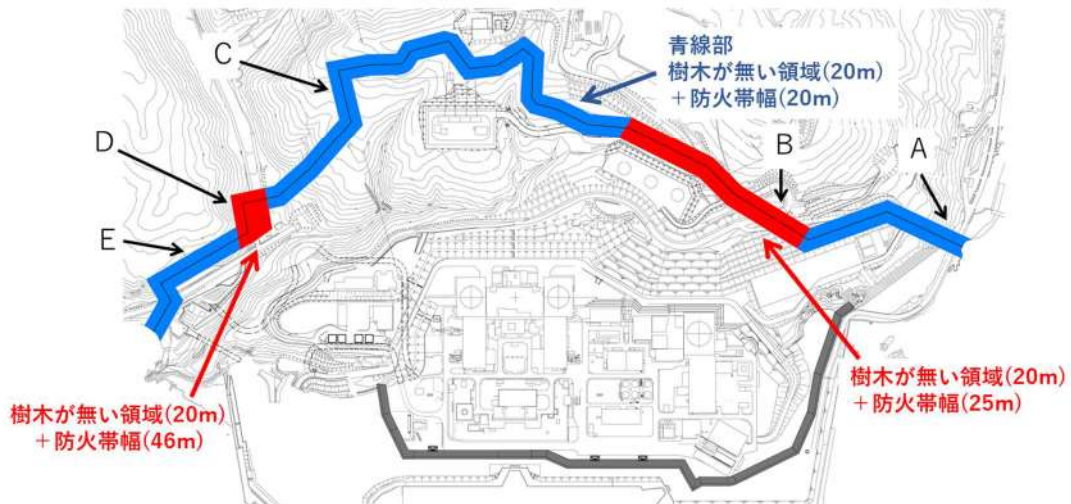 C
青線部
樹木が無い領域(20m)
＋防火帯幅(20m)
D
B
A
E
樹木が無い領域(20m)
＋防火帯幅(46m)
樹木が無い領域(20m)
＋防火帯幅(25m)